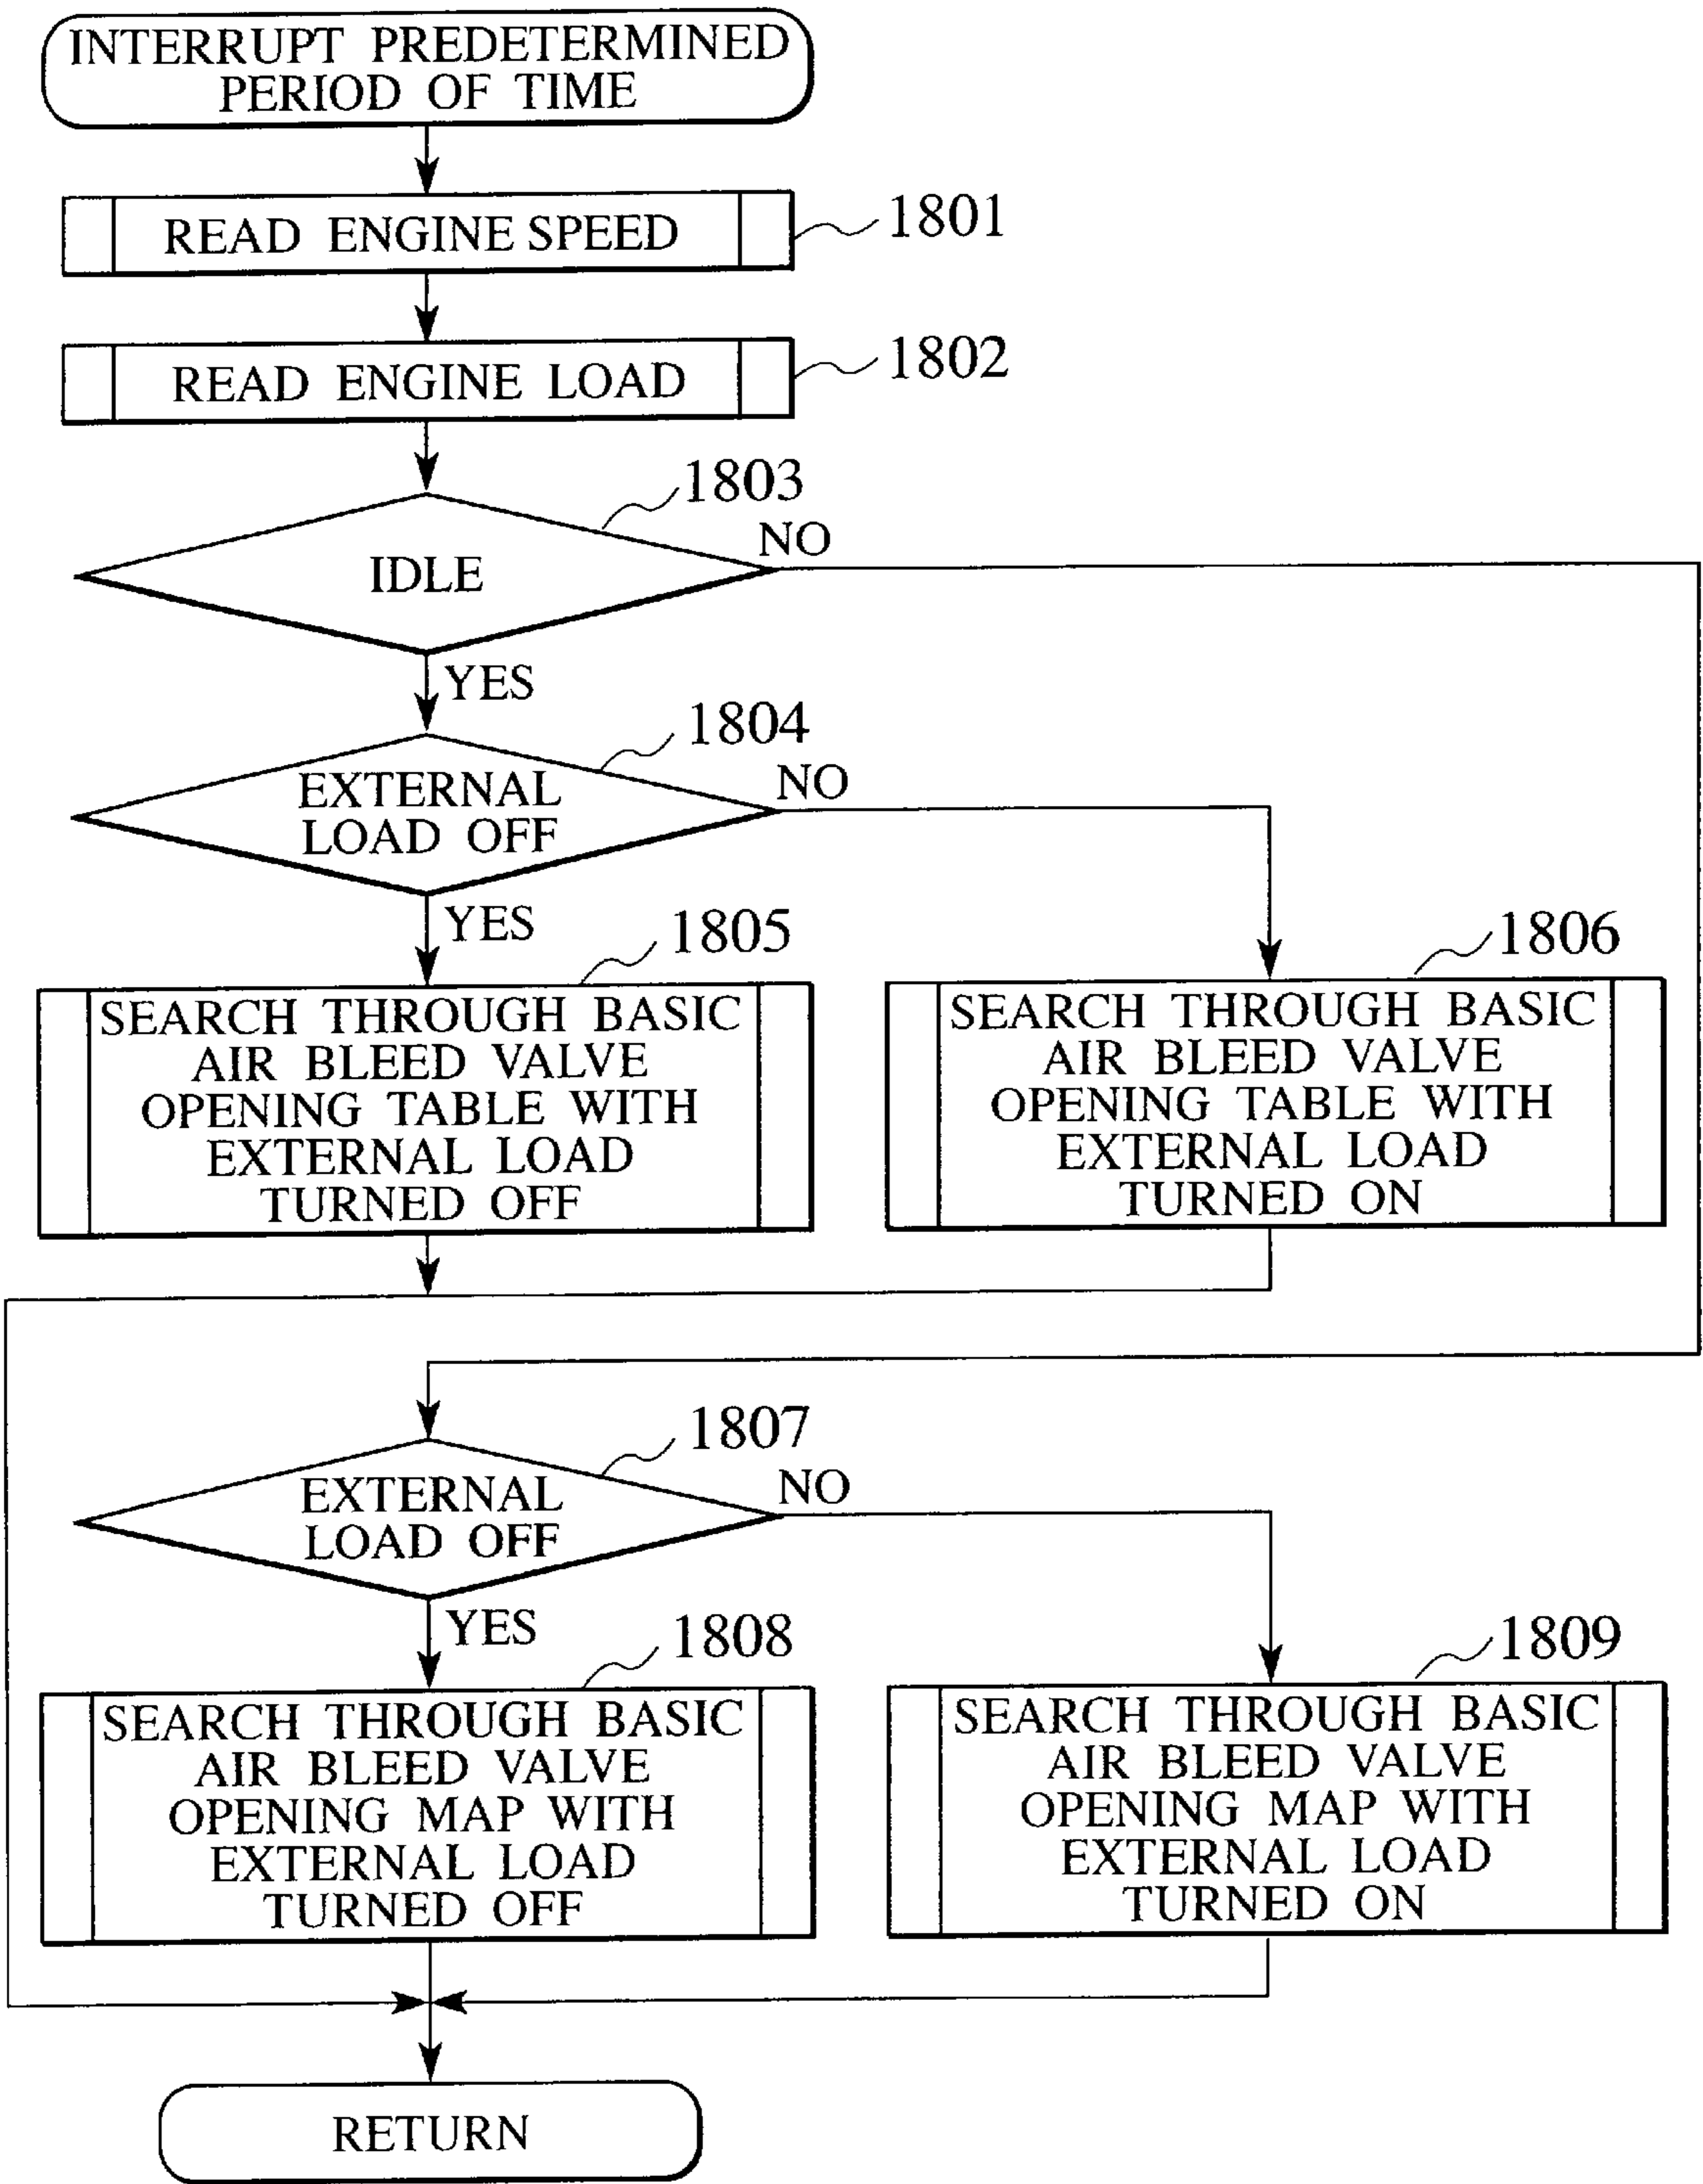 INTERRUPT PREDETERMINED
PERIOD OF TIME
READ ENGINE SPEED
1801
READ ENGINE LOAD
1802
1803
IDLE
NO
YES
1804
EXTERNAL
LOAD OFF
NO
YES
1805
SEARCH THROUGH BASIC
AIR BLEED VALVE
OPENING TABLE WITH
EXTERNAL LOAD
TURNED OFF
1806
SEARCH THROUGH BASIC
AIR BLEED VALVE
OPENING TABLE WITH
EXTERNAL LOAD
TURNED ON
1807
EXTERNAL
LOAD OFF
NO
YES
1808
SEARCH THROUGH BASIC
AIR BLEED VALVE
OPENING MAP WITH
EXTERNAL LOAD
TURNED OFF
1809
SEARCH THROUGH BASIC
AIR BLEED VALVE
OPENING MAP WITH
EXTERNAL LOAD
TURNED ON
RETURN